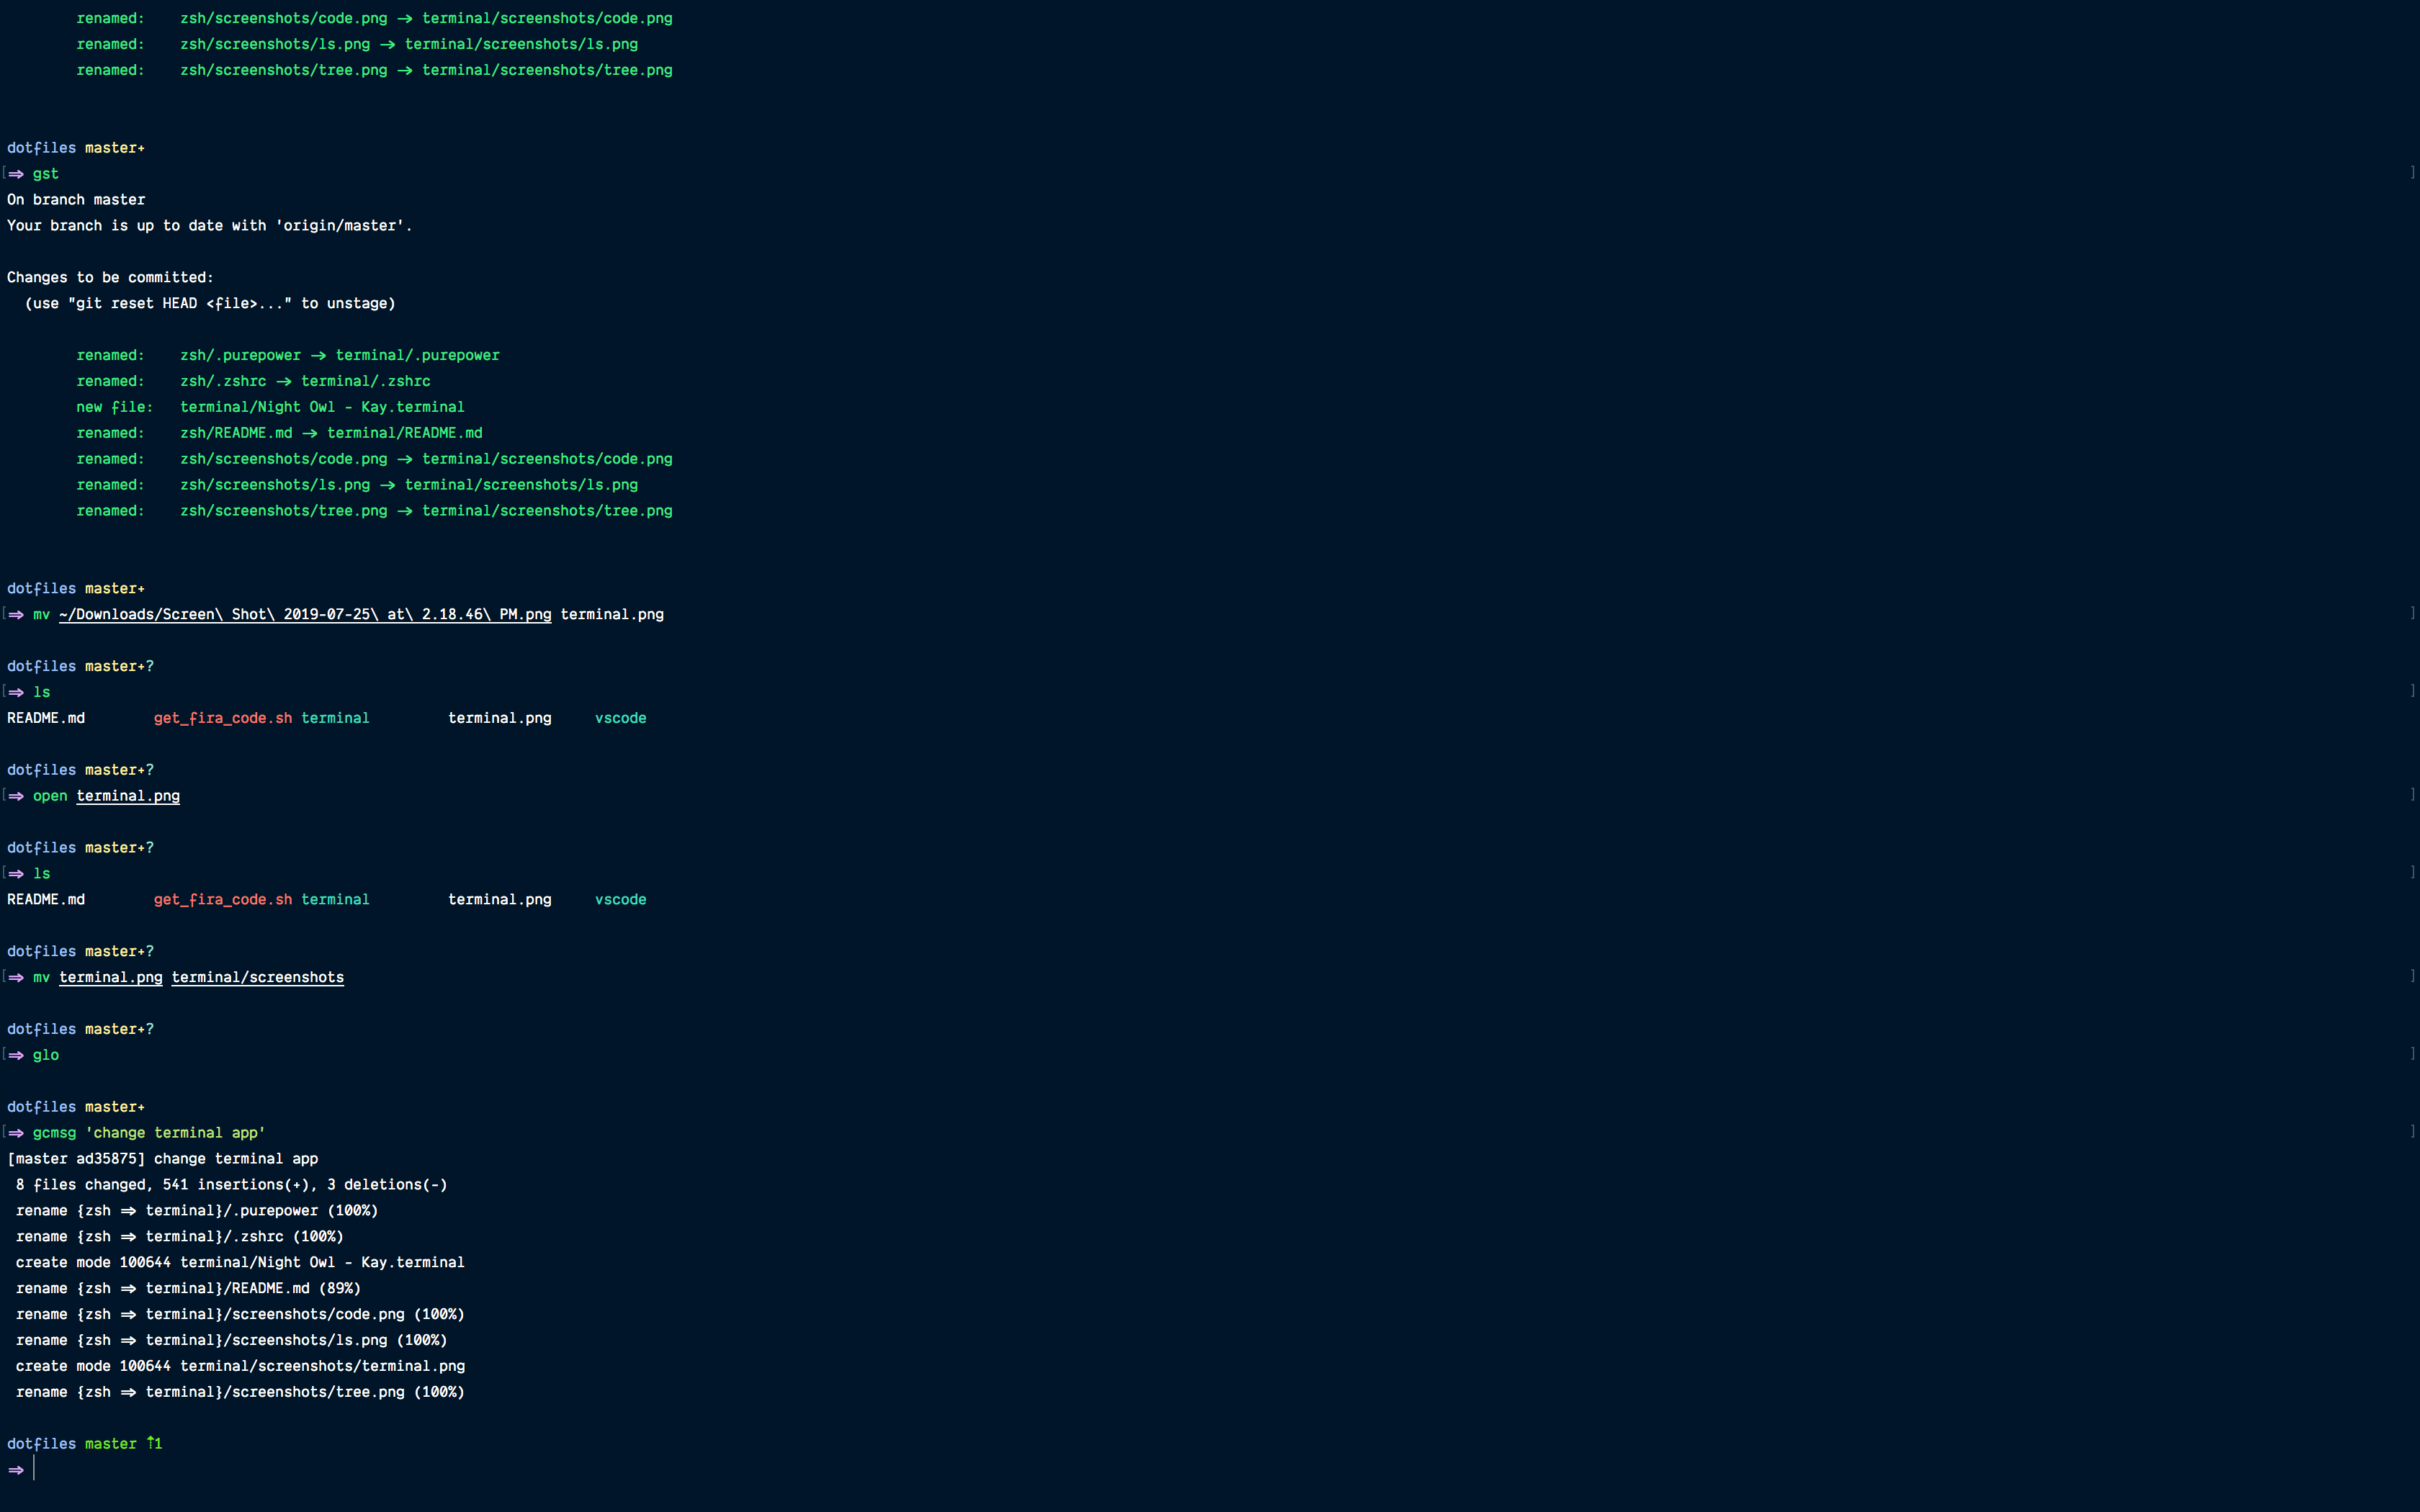 renamed:    zsh/screenshots/code.png -> terminal/screenshots/code.png
renamed:    zsh/screenshots/ls.png -> terminal/screenshots/ls.png
renamed:    zsh/screenshots/tree.png -> terminal/screenshots/tree.png
dotfiles master+
[=> gst ]
On branch master
Your branch is up to date with 'origin/master'.
Changes to be committed:
(use "git reset HEAD <file>..." to unstage)
renamed:    zsh/.purepower -> terminal/.purepower
renamed:    zsh/.zshrc -> terminal/.zshrc
new file:   terminal/Night Owl - Kay.terminal
renamed:    zsh/README.md -> terminal/README.md
renamed:    zsh/screenshots/code.png -> terminal/screenshots/code.png
renamed:    zsh/screenshots/ls.png -> terminal/screenshots/ls.png
renamed:    zsh/screenshots/tree.png -> terminal/screenshots/tree.png
dotfiles master+
[=> mv ~/Downloads/Screen\ Shot\ 2019-07-25\ at\ 2.18.46\ PM.png terminal.png ]
dotfiles master+?
[=> ls ]
README.md        get_fira_code.sh terminal         terminal.png     vscode
dotfiles master+?
[=> open terminal.png ]
dotfiles master+?
[=> ls ]
README.md        get_fira_code.sh terminal         terminal.png     vscode
dotfiles master+?
[=> mv terminal.png terminal/screenshots ]
dotfiles master+?
[=> glo ]
dotfiles master+
[=> gcmsg 'change terminal app' ]
[master ad35875] change terminal app
8 files changed, 541 insertions(+), 3 deletions(-)
rename {zsh => terminal}/.purepower (100%)
rename {zsh => terminal}/.zshrc (100%)
create mode 100644 terminal/Night Owl - Kay.terminal
rename {zsh => terminal}/README.md (89%)
rename {zsh => terminal}/screenshots/code.png (100%)
rename {zsh => terminal}/screenshots/ls.png (100%)
create mode 100644 terminal/screenshots/terminal.png
rename {zsh => terminal}/screenshots/tree.png (100%)
dotfiles master ⇡1
=>